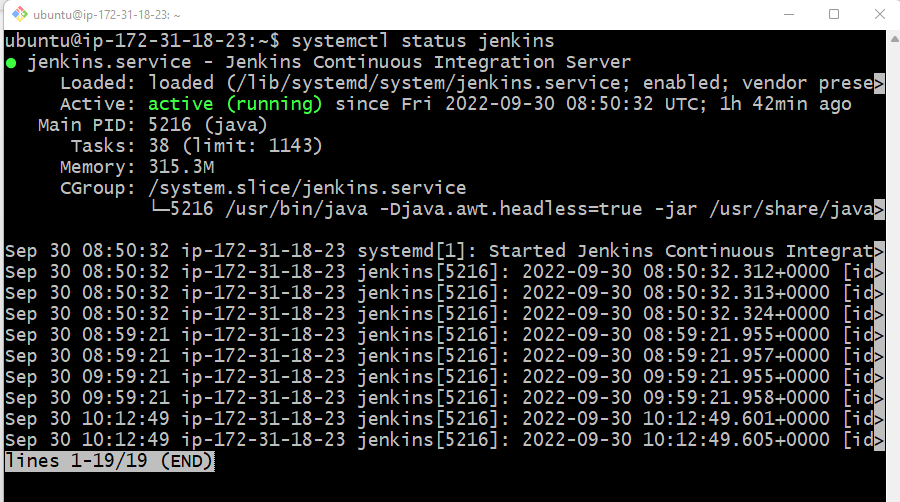 ubuntu@ip-172-31-18-23: ~
ubuntu@ip-172-31-18-23:~$ systemctl status jenkins
● jenkins.service - Jenkins Continuous Integration Server
     Loaded: loaded (/lib/systemd/system/jenkins.service; enabled; vendor prese>
     Active: active (running) since Fri 2022-09-30 08:50:32 UTC; 1h 42min ago
   Main PID: 5216 (java)
      Tasks: 38 (limit: 1143)
     Memory: 315.3M
     CGroup: /system.slice/jenkins.service
             └─5216 /usr/bin/java -Djava.awt.headless=true -jar /usr/share/java>
Sep 30 08:50:32 ip-172-31-18-23 systemd[1]: Started Jenkins Continuous Integrat>
Sep 30 08:50:32 ip-172-31-18-23 jenkins[5216]: 2022-09-30 08:50:32.312+0000 [id>
Sep 30 08:50:32 ip-172-31-18-23 jenkins[5216]: 2022-09-30 08:50:32.313+0000 [id>
Sep 30 08:50:32 ip-172-31-18-23 jenkins[5216]: 2022-09-30 08:50:32.324+0000 [id>
Sep 30 08:59:21 ip-172-31-18-23 jenkins[5216]: 2022-09-30 08:59:21.955+0000 [id>
Sep 30 08:59:21 ip-172-31-18-23 jenkins[5216]: 2022-09-30 08:59:21.957+0000 [id>
Sep 30 09:59:21 ip-172-31-18-23 jenkins[5216]: 2022-09-30 09:59:21.955+0000 [id>
Sep 30 09:59:21 ip-172-31-18-23 jenkins[5216]: 2022-09-30 09:59:21.958+0000 [id>
Sep 30 10:12:49 ip-172-31-18-23 jenkins[5216]: 2022-09-30 10:12:49.601+0000 [id>
Sep 30 10:12:49 ip-172-31-18-23 jenkins[5216]: 2022-09-30 10:12:49.605+0000 [id>
lines 1-19/19 (END)